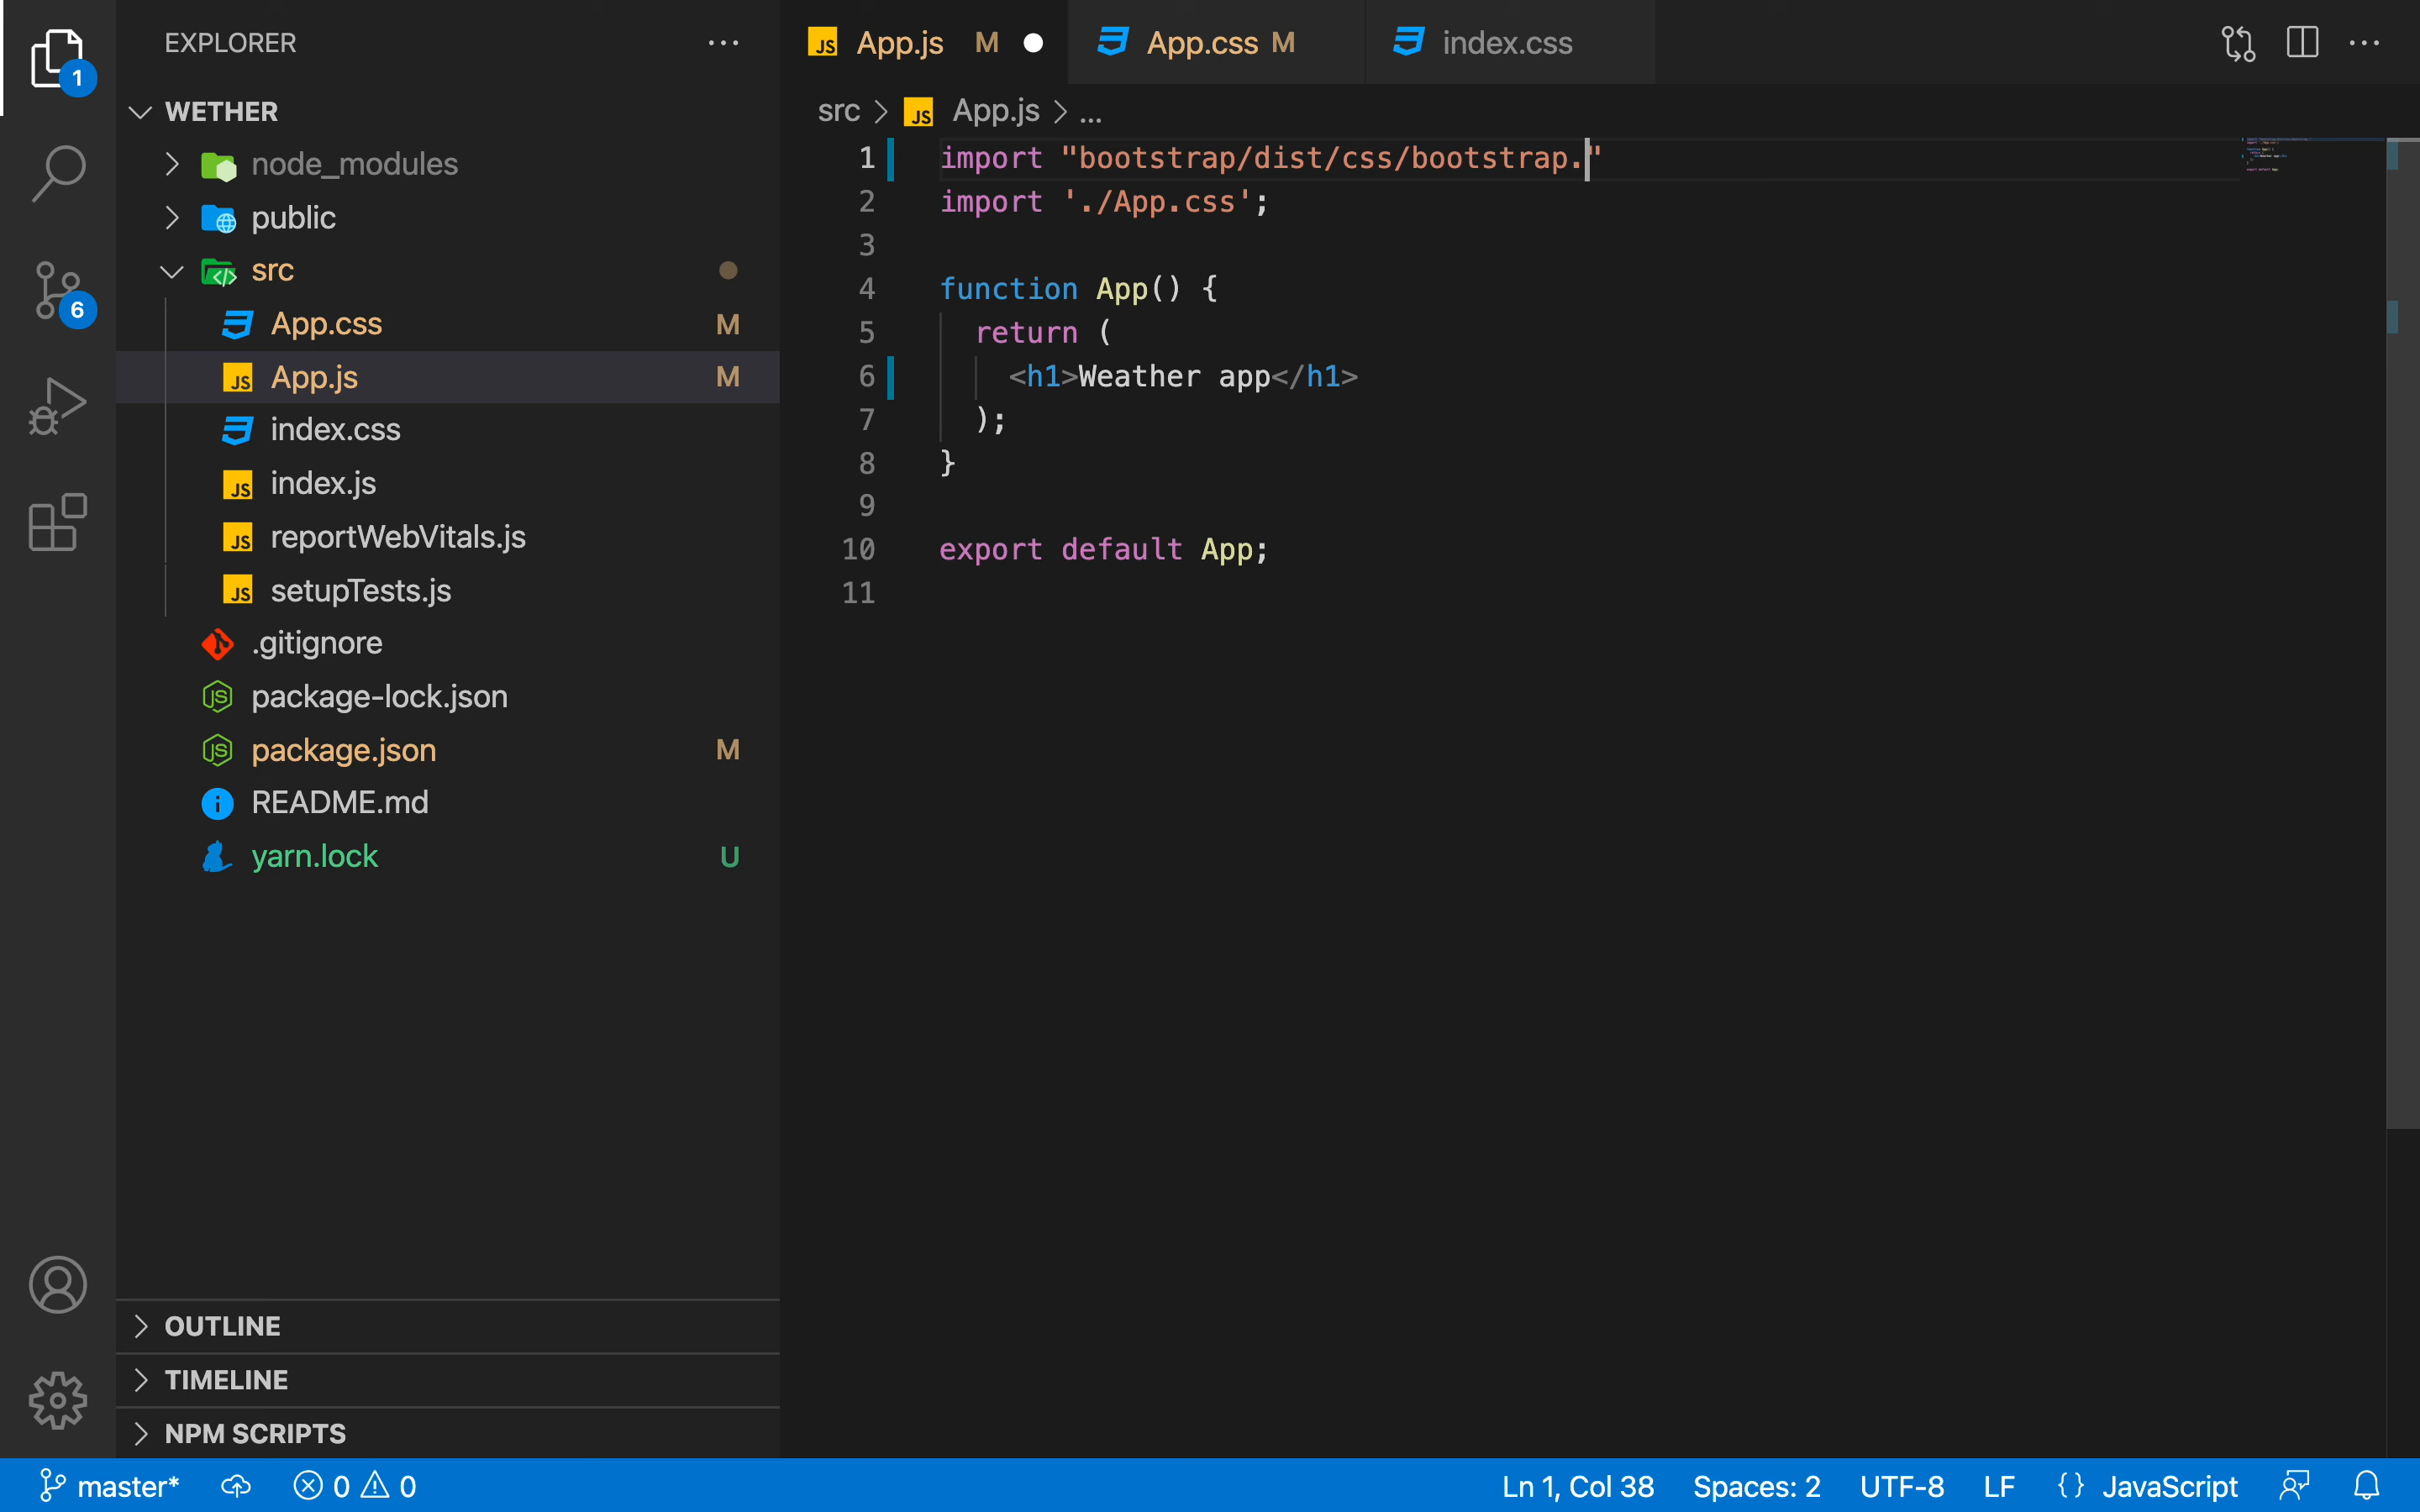 EXPLORER
1
WETHER
node_modules
public
src
App.css M
App.js M
index.css
index.js
reportWebVitals.js
setupTests.js
.gitignore
package-lock.json
package.json M
README.md
yarn.lock U
6
OUTLINE
TIMELINE
NPM SCRIPTS
JS App.js M
App.css M
index.css
src > JS App.js > ...
1 import "bootstrap/dist/css/bootstrap."
2 import './App.css';
3
4 function App() {
5 return (
6 <h1>Weather app</h1>
7 );
8 }
9
10 export default App;
11
master* 0 0 Ln 1, Col 38 Spaces: 2 UTF-8 LF {} JavaScript